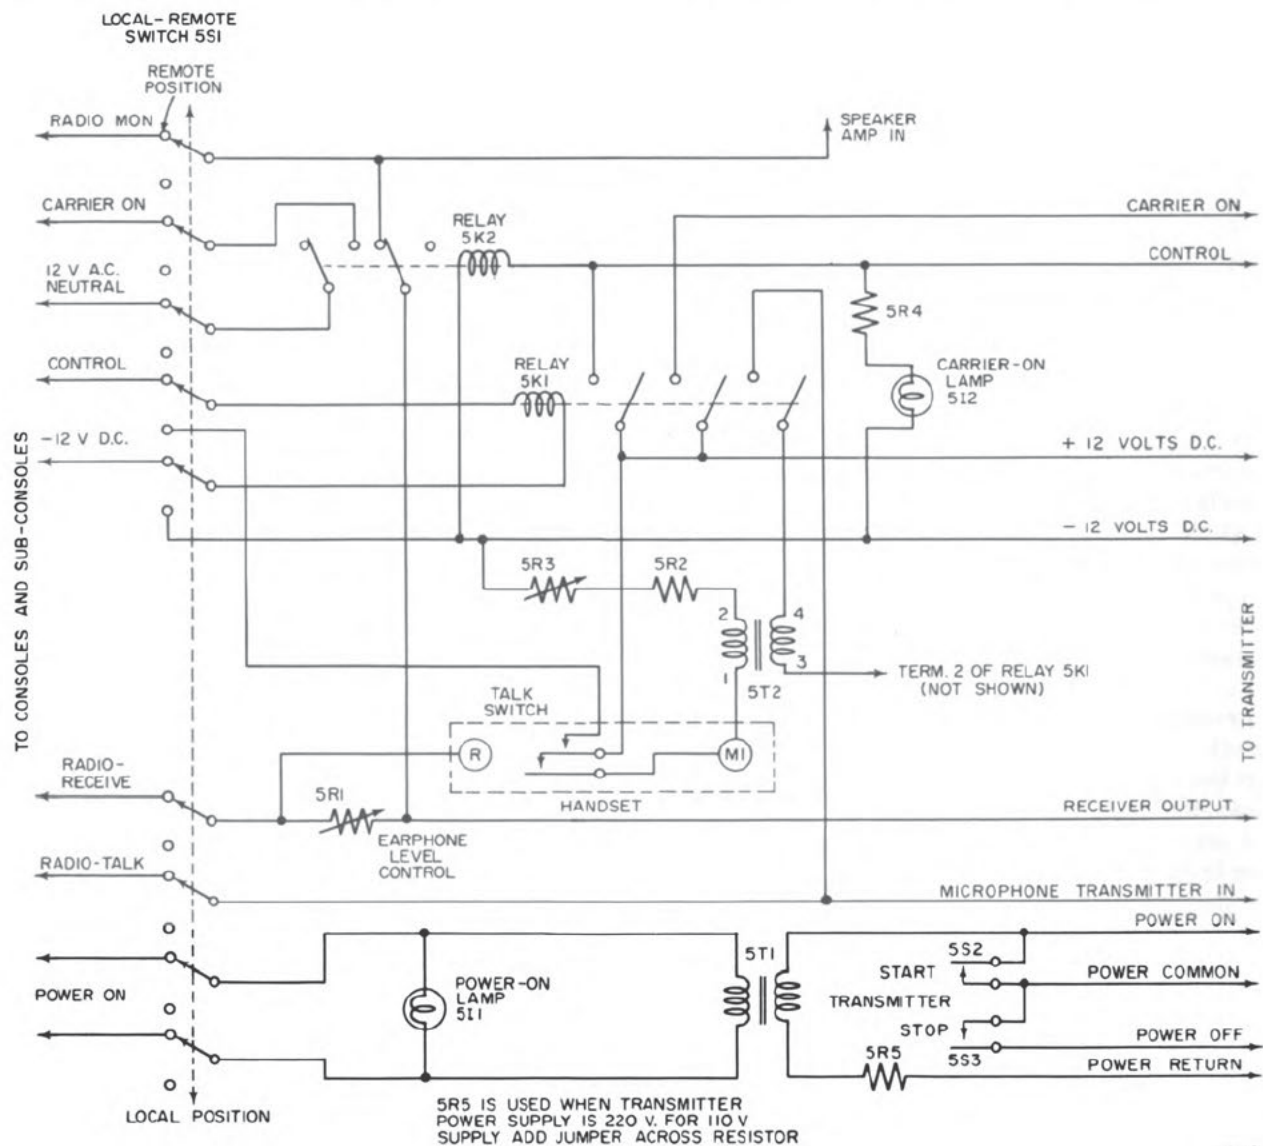 LOCAL-REMOTE
SWITCH 5S1
REMOTE
POSITION
RADIO MON
SPEAKER
AMP IN
CARRIER ON
RELAY
5K2
CARRIER ON
CONTROL
12 V A.C.
NEUTRAL
5R4
CONTROL
RELAY
5K1
CARRIER-ON
LAMP
5I2
-12 V D.C.
+ 12 VOLTS D.C.
- 12 VOLTS D.C.
5R3
5R2
2
4
1
3
5T2
TERM. 2 OF RELAY 5K1
(NOT SHOWN)
TO CONSOLES AND SUB-CONSOLES
TO TRANSMITTER
TALK
SWITCH
R
MI
HANDSET
RADIO-
RECEIVE
5R1
EARPHONE
LEVEL
CONTROL
RECEIVER OUTPUT
RADIO-TALK
MICROPHONE TRANSMITTER IN
POWER ON
5T1
5S2
START
POWER COMMON
POWER ON
POWER-ON
LAMP
5I1
TRANSMITTER
STOP
POWER OFF
5S3
5R5
POWER RETURN
LOCAL POSITION
5R5 IS USED WHEN TRANSMITTER
POWER SUPPLY IS 220 V. FOR 110 V
SUPPLY ADD JUMPER ACROSS RESISTOR